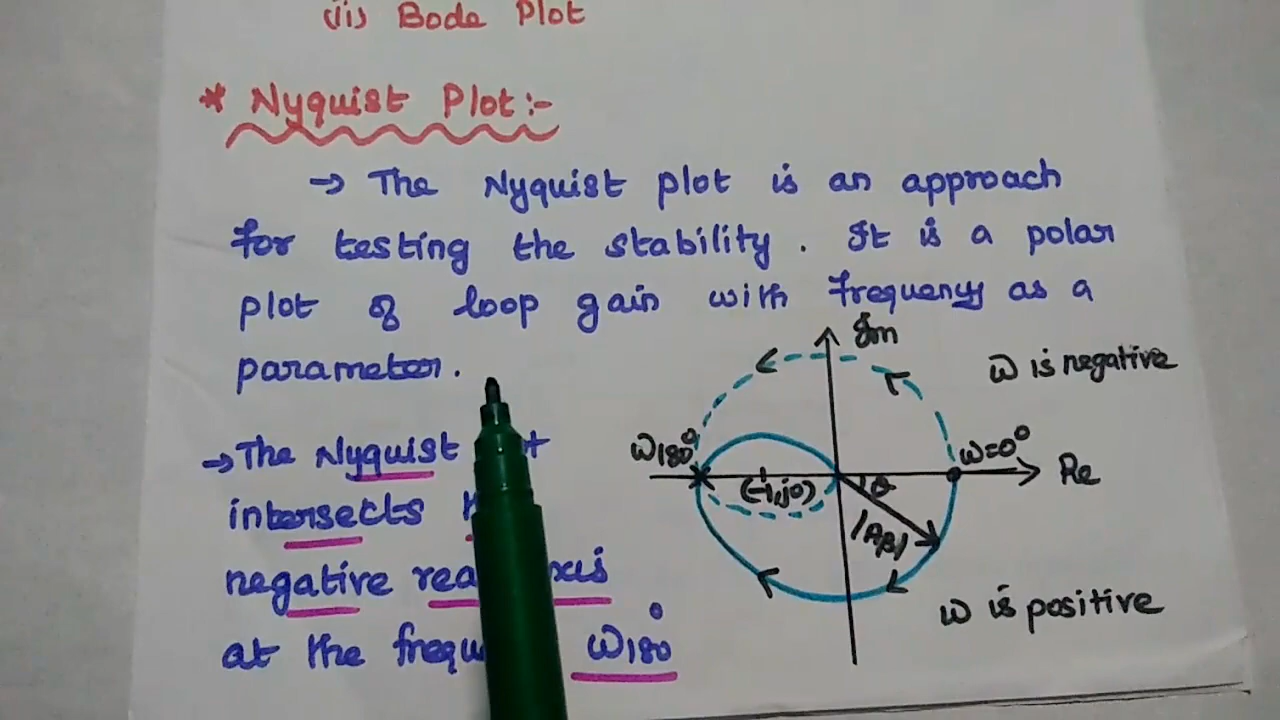 (ii) Bode Plot
* Nyquist Plot:-
→ The Nyquist plot is an approach
for testing the stability. It is a polar
plot of loop gain with frequency as a
parameter.
→ The Nyquist
intersects
negative
at the
ω180°
Im
ω is negative
ω180°
ω=0°
Re
(-1,j0)
θ
|Aβ|
ω is positive